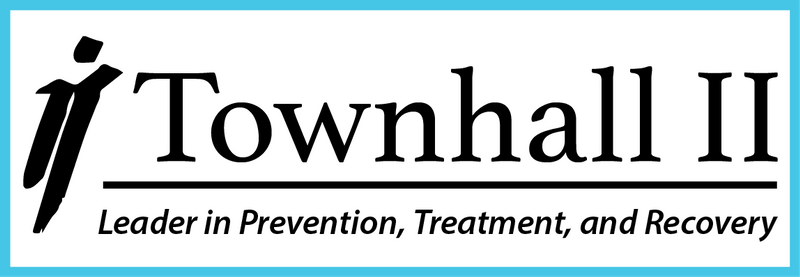 Townhall II
Leader in Prevention, Treatment, and Recovery